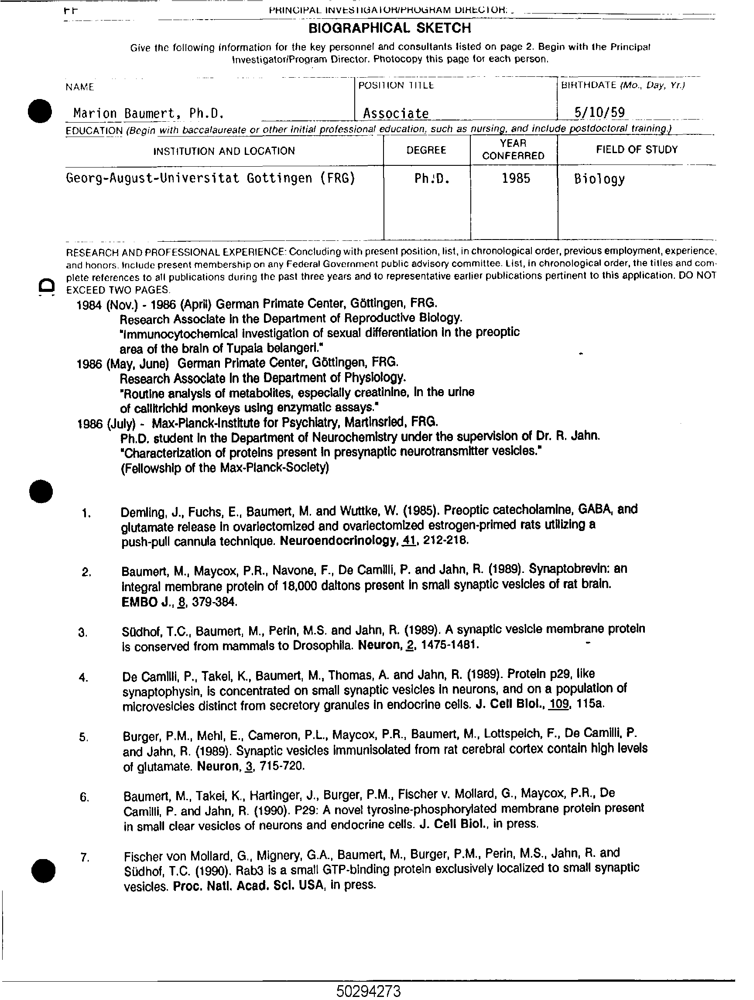 PRINCIPAL INVESTIGATOR/PROGRAM DIRECTOR:
BIOGRAPHICAL SKETCH
Give the following information for the key personnel and consultants listed on page 2. Begin with the Principal
Investigator/Program Director. Photocopy this page for each person.
NAME POSITION TITLE BIRTHDATE (Mo., Day, Yr.)
Marion Baumert, Ph.D. Associate 5/10/59
EDUCATION (Begin with baccalaureate or other initial professional education, such as nursing, and include postdoctoral training.)
INSTITUTION AND LOCATION DEGREE YEAR CONFERRED FIELD OF STUDY
Georg-August-Universitat Gottingen (FRG) Ph.D. 1985 Biology
RESEARCH AND PROFESSIONAL EXPERIENCE: Concluding with present position, list, in chronological order, previous employment, experience,
and honors. Include present membership on any Federal Government public advisory committee. List, in chronological order, the titles and com-
plete references to all publications during the past three years and to representative earlier publications pertinent to this application. DO NOT
EXCEED TWO PAGES.
1984 (Nov.) - 1986 (April) German Primate Center, Göttingen, FRG.
Research Associate in the Department of Reproductive Biology.
"Immunocytochemical investigation of sexual differentiation in the preoptic
area of the brain of Tupaia belangeri."
1986 (May, June) German Primate Center, Göttingen, FRG.
Research Associate in the Department of Physiology.
"Routine analysis of metabolites, especially creatinine, in the urine
of callitrichid monkeys using enzymatic assays."
1986 (July) - Max-Planck-Institute for Psychiatry, Martinsried, FRG.
Ph.D. student in the Department of Neurochemistry under the supervision of Dr. R. Jahn.
"Characterization of proteins present in presynaptic neurotransmitter vesicles."
(Fellowship of the Max-Planck-Society)
1. Demling, J., Fuchs, E., Baumert, M. and Wuttke, W. (1985). Preoptic catecholamine, GABA, and
glutamate release in ovariectomized and ovariectomized estrogen-primed rats utilizing a
push-pull cannula technique. Neuroendocrinology, 41, 212-218.
2. Baumert, M., Maycox, P.R., Navone, F., De Camilli, P. and Jahn, R. (1989). Synaptobrevin: an
integral membrane protein of 18,000 daltons present in small synaptic vesicles of rat brain.
EMBO J., 8, 379-384.
3. Südhof, T.C., Baumert, M., Perin, M.S. and Jahn, R. (1989). A synaptic vesicle membrane protein
is conserved from mammals to Drosophila. Neuron, 2, 1475-1481.
4. De Camilli, P., Takei, K., Baumert, M., Thomas, A. and Jahn, R. (1989). Protein p29, like
synaptophysin, is concentrated on small synaptic vesicles in neurons, and on a population of
microvesicles distinct from secretory granules in endocrine cells. J. Cell Biol., 109, 115a.
5. Burger, P.M., Mehl, E., Cameron, P.L., Maycox, P.R., Baumert, M., Lottspeich, F., De Camilli, P.
and Jahn, R. (1989). Synaptic vesicles immunisolated from rat cerebral cortex contain high levels
of glutamate. Neuron, 3, 715-720.
6. Baumert, M., Takei, K., Hartinger, J., Burger, P.M., Fischer v. Mollard, G., Maycox, P.R., De
Camilli, P. and Jahn, R. (1990). P29: A novel tyrosine-phosphorylated membrane protein present
in small clear vesicles of neurons and endocrine cells. J. Cell Biol., in press.
7. Fischer von Mollard, G., Mignery, G.A., Baumert, M., Burger, P.M., Perin, M.S., Jahn, R. and
Südhof, T.C. (1990). Rab3 is a small GTP-binding protein exclusively localized to small synaptic
vesicles. Proc. Natl. Acad. Sci. USA, in press.
50294273